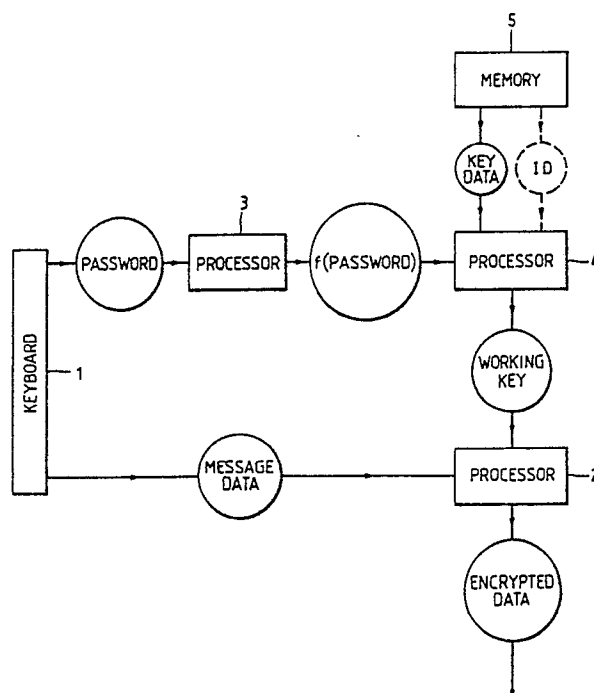 5
MEMORY
KEY
DATA
ID
3
PASSWORD
PROCESSOR
f(PASSWORD)
PROCESSOR
4
KEYBOARD
1
WORKING
KEY
MESSAGE
DATA
PROCESSOR
2
ENCRYPTED
DATA